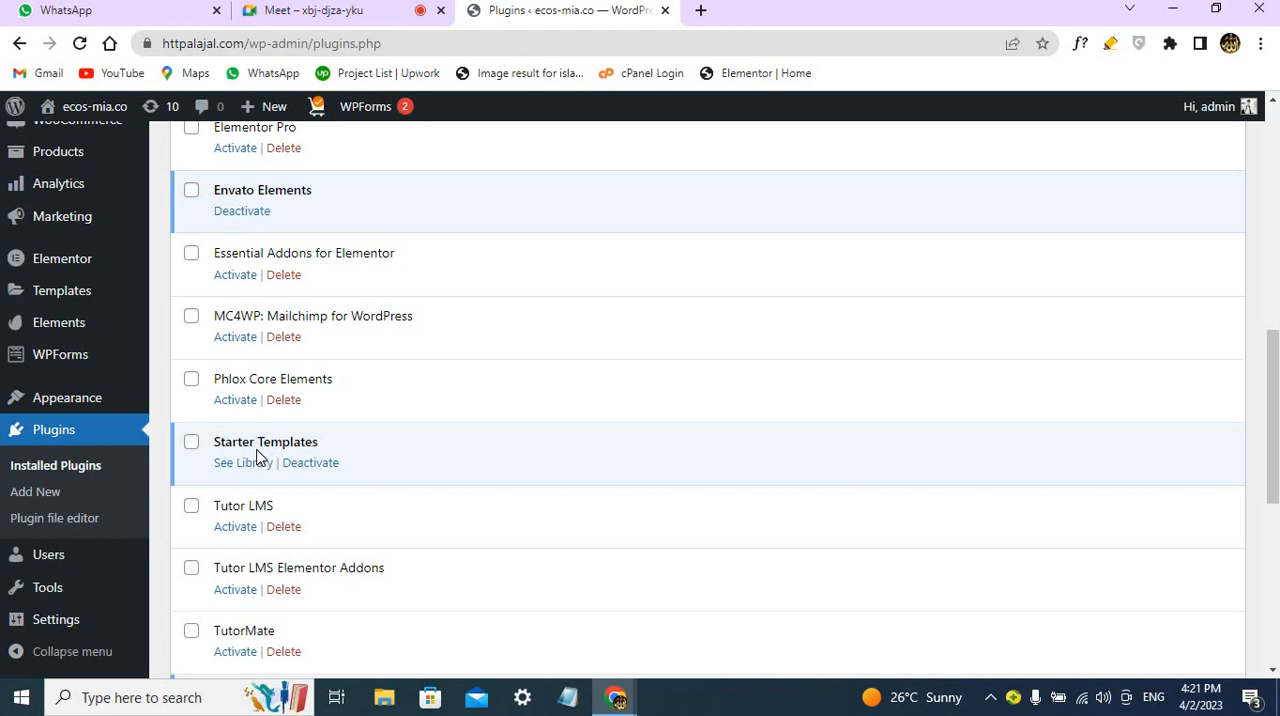 WhatsApp
Meet – xbj-djza-yku
Plugins ‹ ecos-mia.co — WordPre
httpalajal.com/wp-admin/plugins.php
Gmail
YouTube
Maps
WhatsApp
Project List | Upwork
Image result for isla...
cPanel Login
Elementor | Home
ecos-mia.co
10
0
New
WPForms 2
Hi, admin
WooCommerce
Products
Analytics
Marketing
Elementor
Templates
Elements
WPForms
Appearance
Plugins
Installed Plugins
Add New
Plugin file editor
Users
Tools
Settings
Collapse menu
Elementor Pro
Activate | Delete
Envato Elements
Deactivate
Essential Addons for Elementor
Activate | Delete
MC4WP: Mailchimp for WordPress
Activate | Delete
Phlox Core Elements
Activate | Delete
Starter Templates
See Library | Deactivate
Tutor LMS
Activate | Delete
Tutor LMS Elementor Addons
Activate | Delete
TutorMate
Activate | Delete
Type here to search
26°C Sunny
ENG
4:21 PM
4/2/2023
3